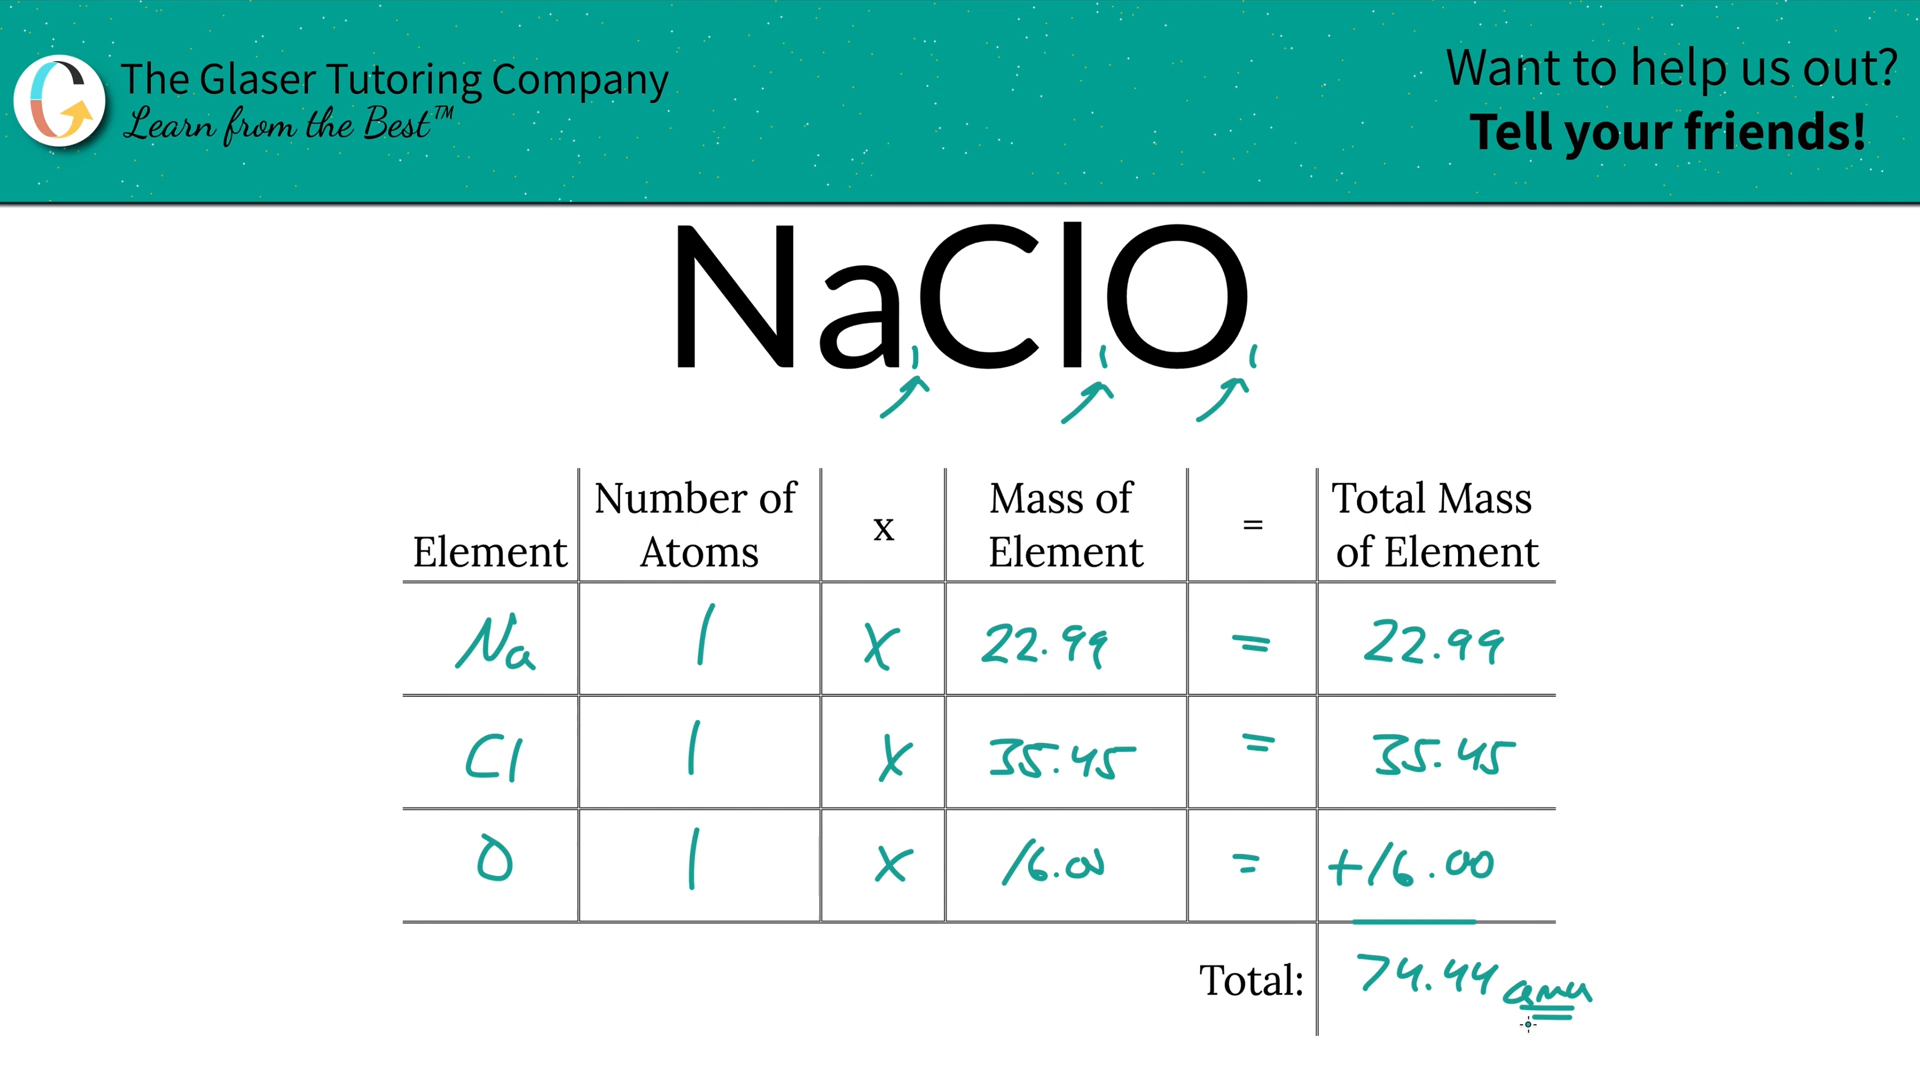 The Glaser Tutoring Company
Learn from the Best™
Want to help us out?
Tell your friends!
NaClO
1 1 1
Element Number of Atoms x Mass of Element = Total Mass of Element
Na 1 x 22.99 = 22.99
Cl 1 x 35.45 = 35.45
O 1 x 16.00 = +16.00
Total: 74.44 amu